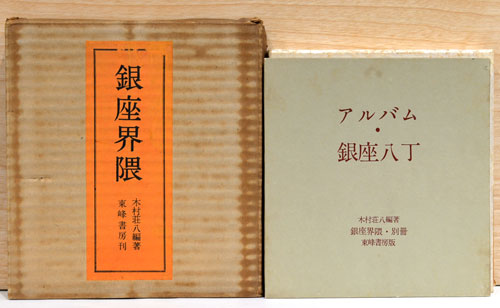 銀座界隈
木村荘八編著
東峰書房刊
アルバム
・
銀座八丁
木村荘八編著
銀座界隈・別冊
東峰書房版